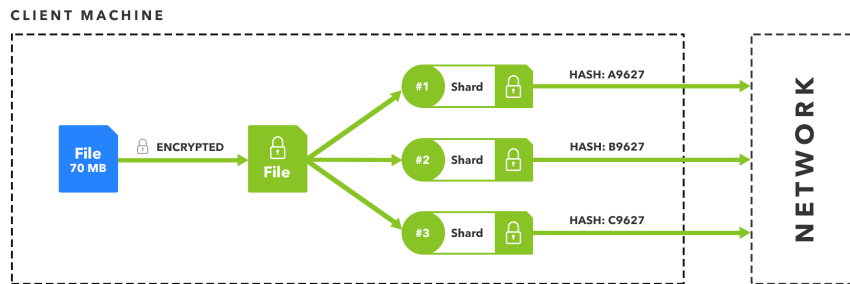 CLIENT MACHINE
File
70 MB
ENCRYPTED
File
#1 Shard
HASH: A9627
#2 Shard
HASH: B9627
#3 Shard
HASH: C9627
NETWORK